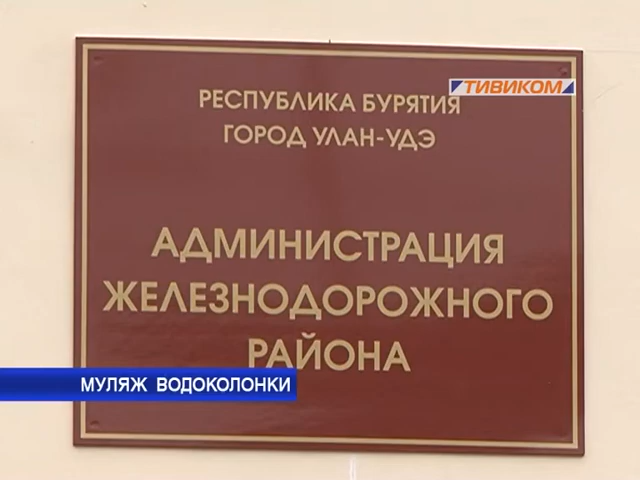 ТИВИКОМ
РЕСПУБЛИКА БУРЯТИЯ
ГОРОД УЛАН-УДЭ
АДМИНИСТРАЦИЯ
ЖЕЛЕЗНОДОРОЖНОГО
РАЙОНА
МУЛЯЖ ВОДОКОЛОНКИ